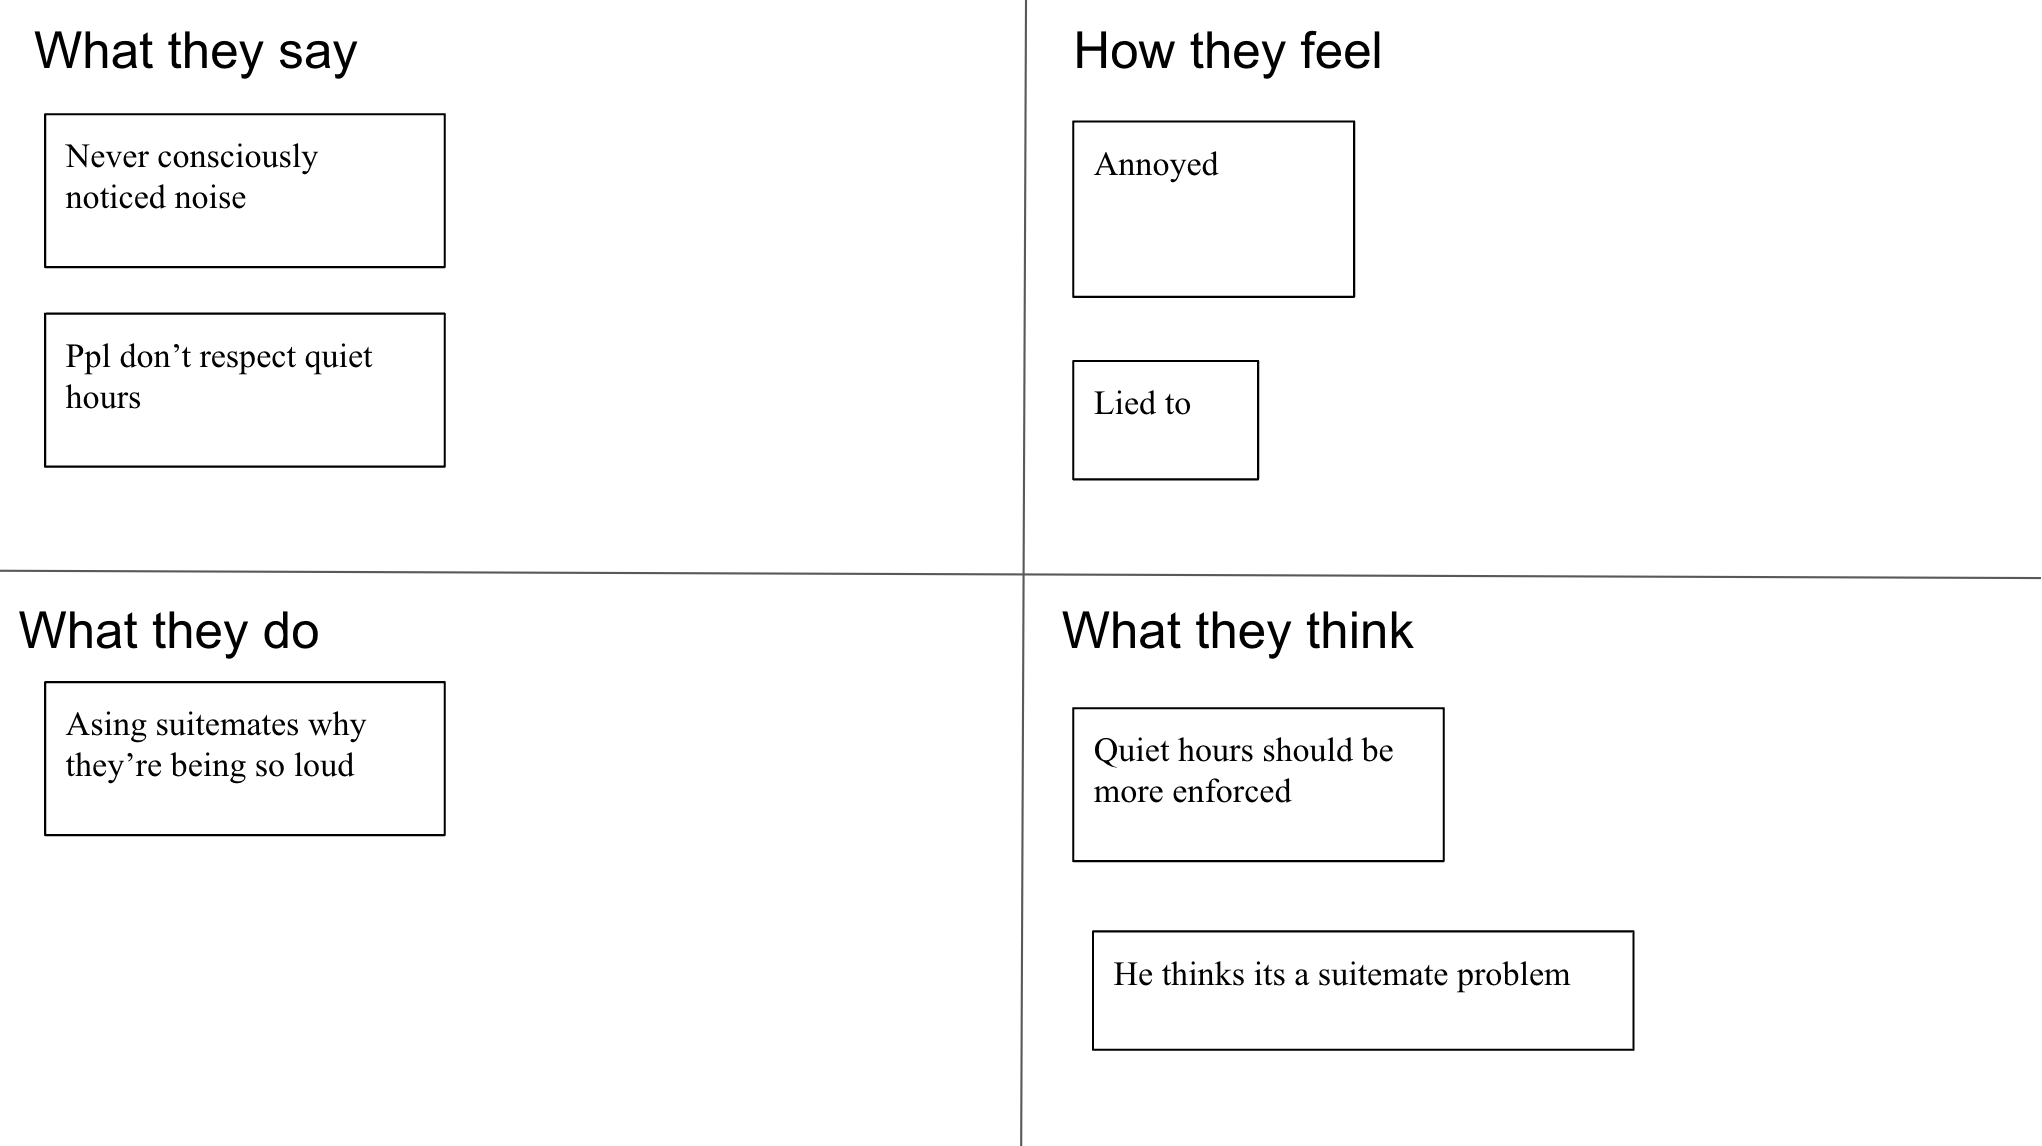 What they say
Never consciously
noticed noise
Ppl don’t respect quiet
hours
How they feel
Annoyed
Lied to
What they do
Asing suitemates why
they’re being so loud
What they think
Quiet hours should be
more enforced
He thinks its a suitemate problem